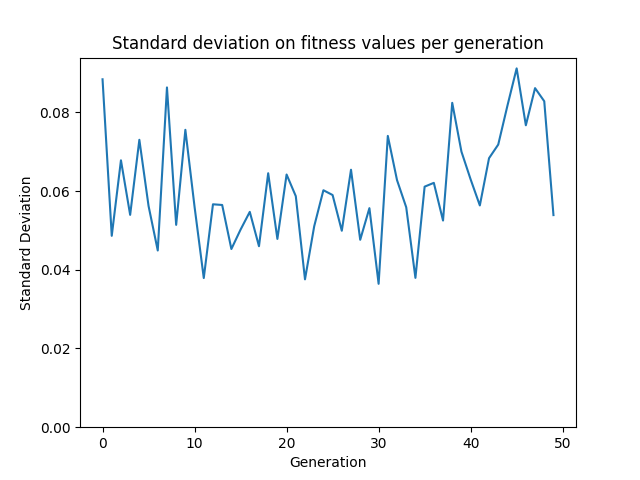 Standard deviation on fitness values per generation
Standard Deviation
0.08
0.06
0.04
0.02
0.00
0 10 20 30 40 50
Generation